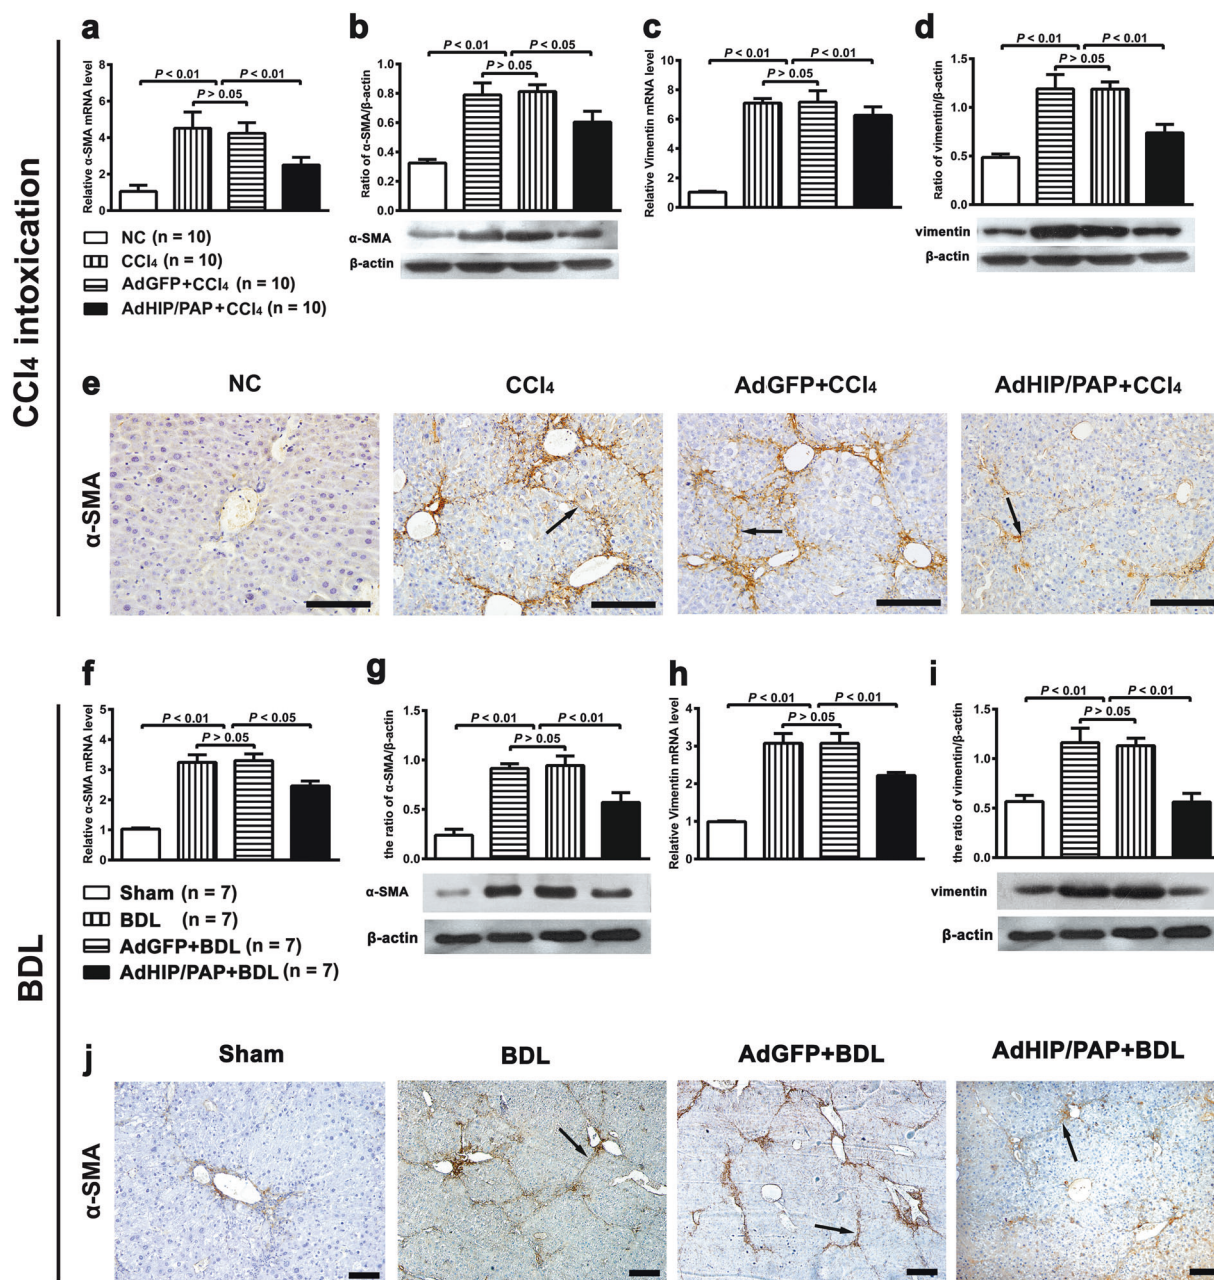 CCl₄ intoxication
a
P < 0.01
P < 0.01
P > 0.05
Relative α-SMA mRNA level
8
6
4
2
0
NC (n = 10)
CCl₄ (n = 10)
AdGFP+CCl₄ (n = 10)
AdHIP/PAP+CCl₄ (n = 10)
b
P < 0.01
P < 0.05
P > 0.05
Ratio of α-SMA/β-actin
1.0
0.8
0.6
0.4
0.2
0.0
α-SMA
β-actin
c
P < 0.01
P < 0.01
P > 0.05
Relative Vimentin mRNA level
10
8
6
4
2
0
d
P < 0.01
P < 0.01
P > 0.05
Ratio of vimentin/β-actin
1.5
1.0
0.5
0.0
vimentin
β-actin
e
NC
CCl₄
AdGFP+CCl₄
AdHIP/PAP+CCl₄
α-SMA
BDL
f
P < 0.01
P < 0.05
P > 0.05
Relative α-SMA mRNA level
5
4
3
2
1
0
Sham (n = 7)
BDL (n = 7)
AdGFP+BDL (n = 7)
AdHIP/PAP+BDL (n = 7)
g
P < 0.01
P < 0.01
P > 0.05
the ratio of α-SMA/β-actin
1.5
1.0
0.5
0.0
α-SMA
β-actin
h
P < 0.01
P < 0.01
P > 0.05
Relative Vimentin mRNA level
4
3
2
1
0
i
P < 0.01
P < 0.01
P > 0.05
the ratio of vimentin/β-actin
1.5
1.0
0.5
0.0
vimentin
β-actin
j
Sham
BDL
AdGFP+BDL
AdHIP/PAP+BDL
α-SMA